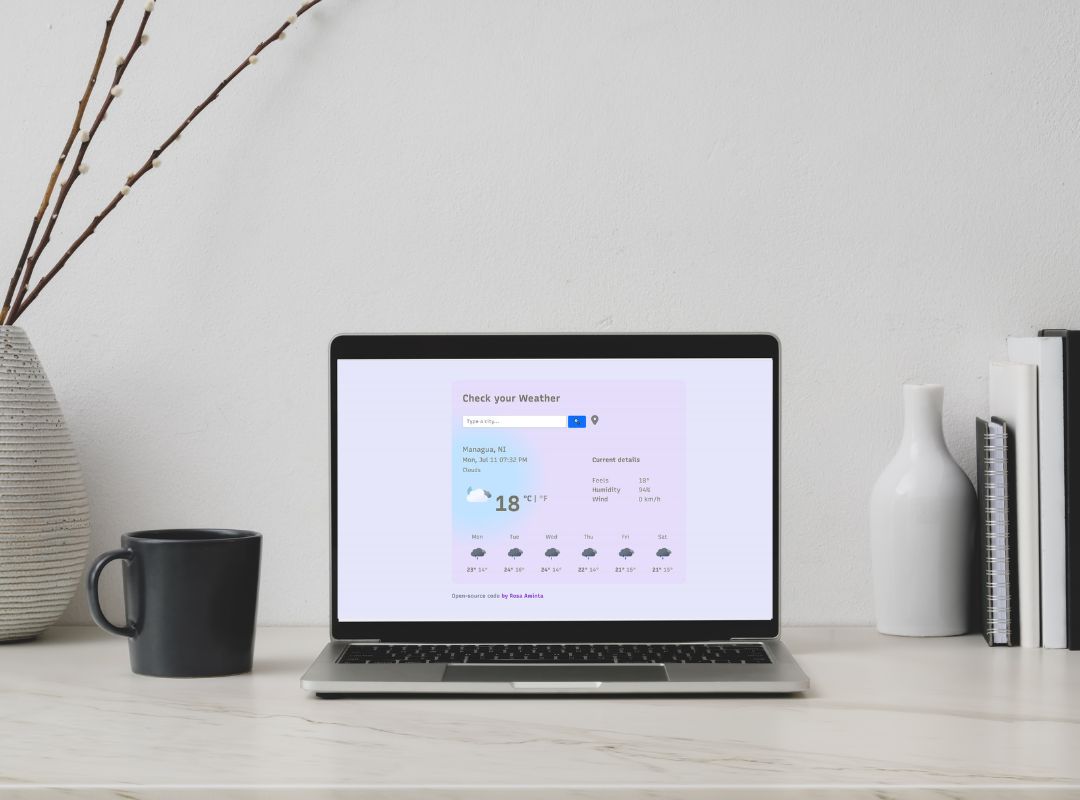 Check your Weather
Type a city...
Managua, NI
Mon, Jul 11 07:32 PM
Clouds
18 °C | °F
Current details
Feels 18°
Humidity 94%
Wind 0 km/h
Mon Tue Wed Thu Fri Sat
23° 14° 24° 16° 24° 14° 22° 14° 21° 15° 21° 15°
Open-source code by Rosa Aminta